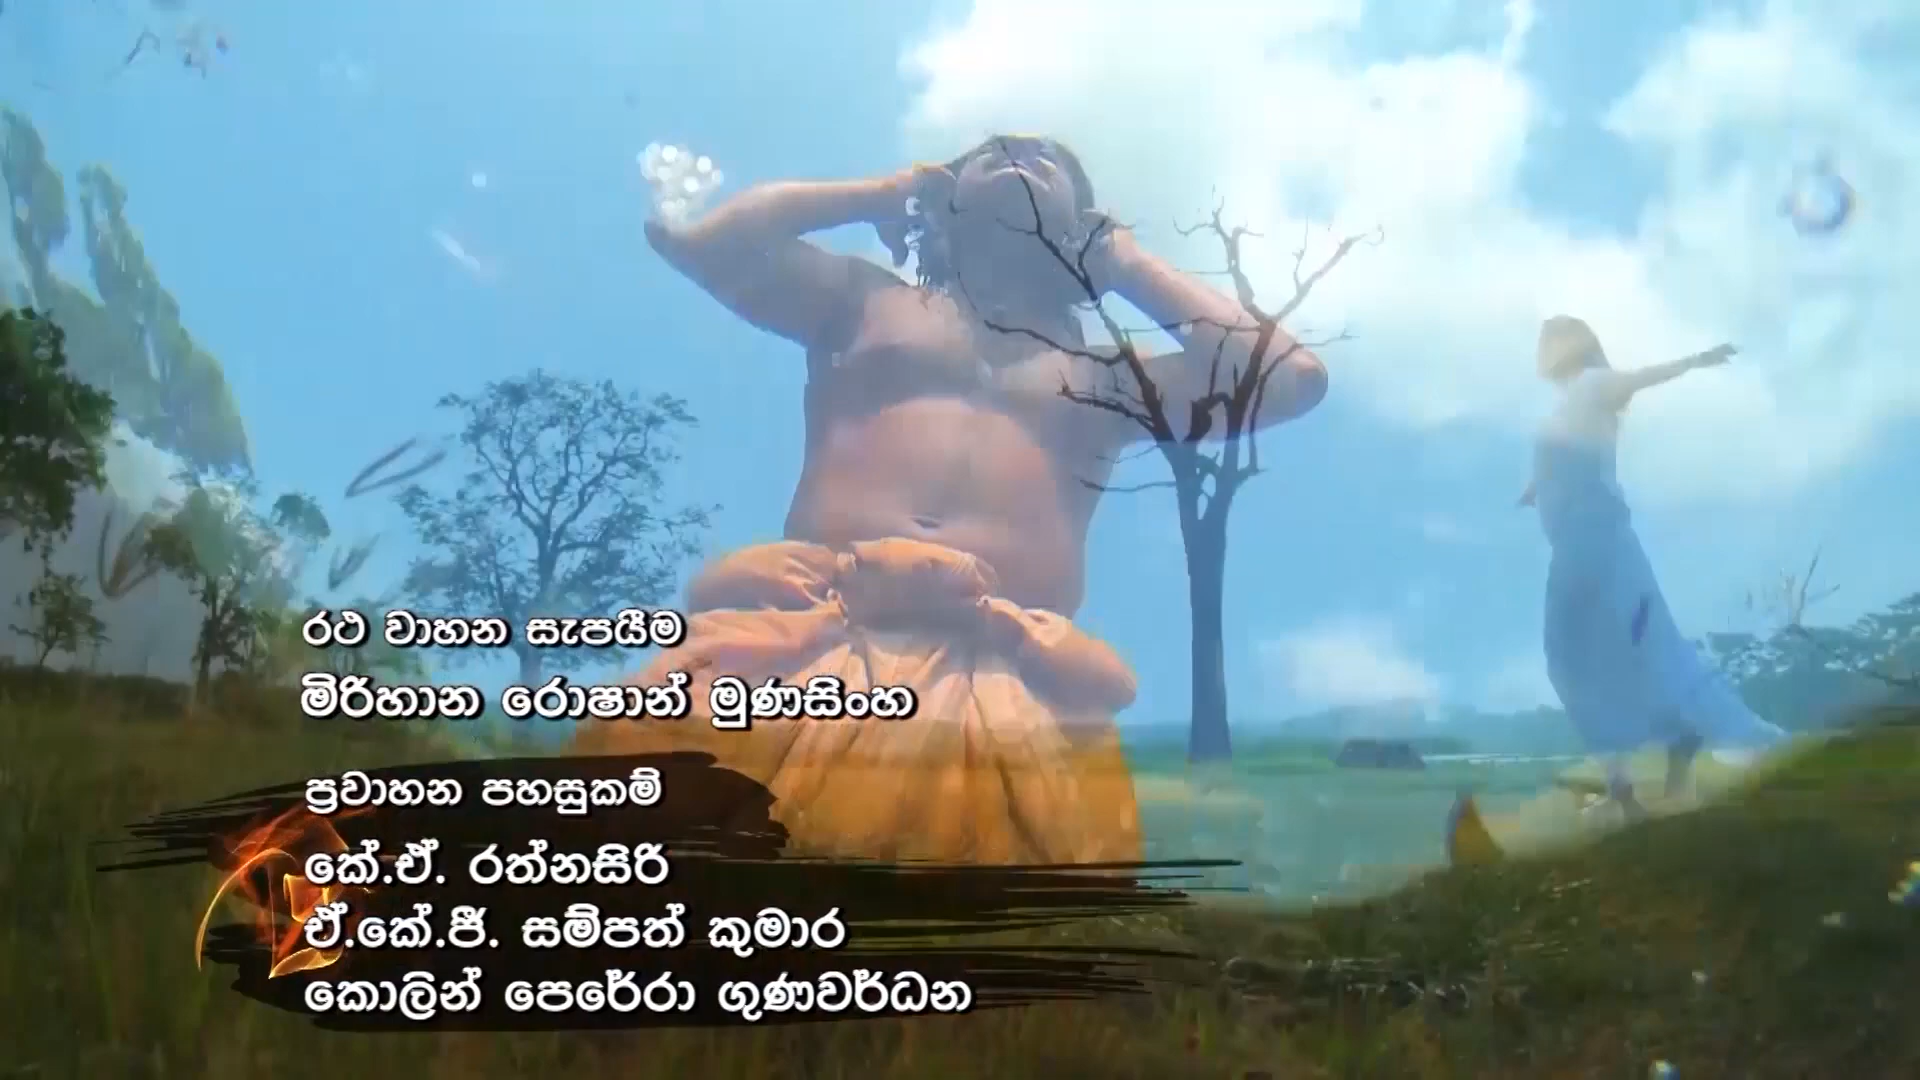 රථ වාහන සැපයීම
මිරිහාන රොෂාන් මුණසිංහ
ප්‍රවාහන පහසුකම්
කේ.ඒ. රත්නසිරි
ඒ.කේ.ජී. සම්පත් කුමාර
කොලින් පෙරේරා ගුණවර්ධන